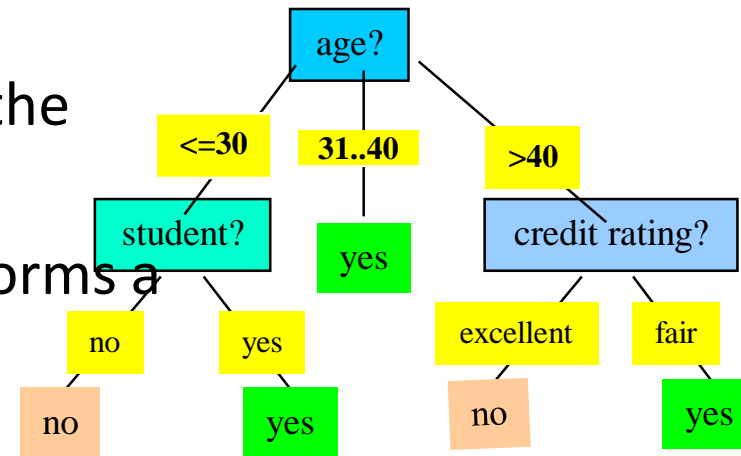 age?
the
<=30
31..40
>40
student?
yes
credit rating?
orms a
no
yes
excellent
fair
no
yes
no
yes